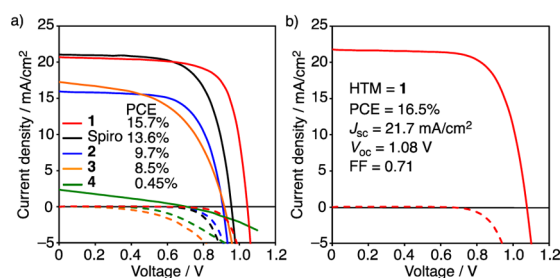 a)
25
20
15
10
5
0
−5
Current density / mA/cm²
PCE
1 15.7%
Spiro 13.6%
2 9.7%
3 8.5%
4 0.45%
0 0.2 0.4 0.6 0.8 1.0 1.2
Voltage / V
b)
25
20
15
10
5
0
−5
Current density / mA/cm²
HTM = 1
PCE = 16.5%
Jsc = 21.7 mA/cm²
Voc = 1.08 V
FF = 0.71
0 0.2 0.4 0.6 0.8 1.0 1.2
Voltage / V